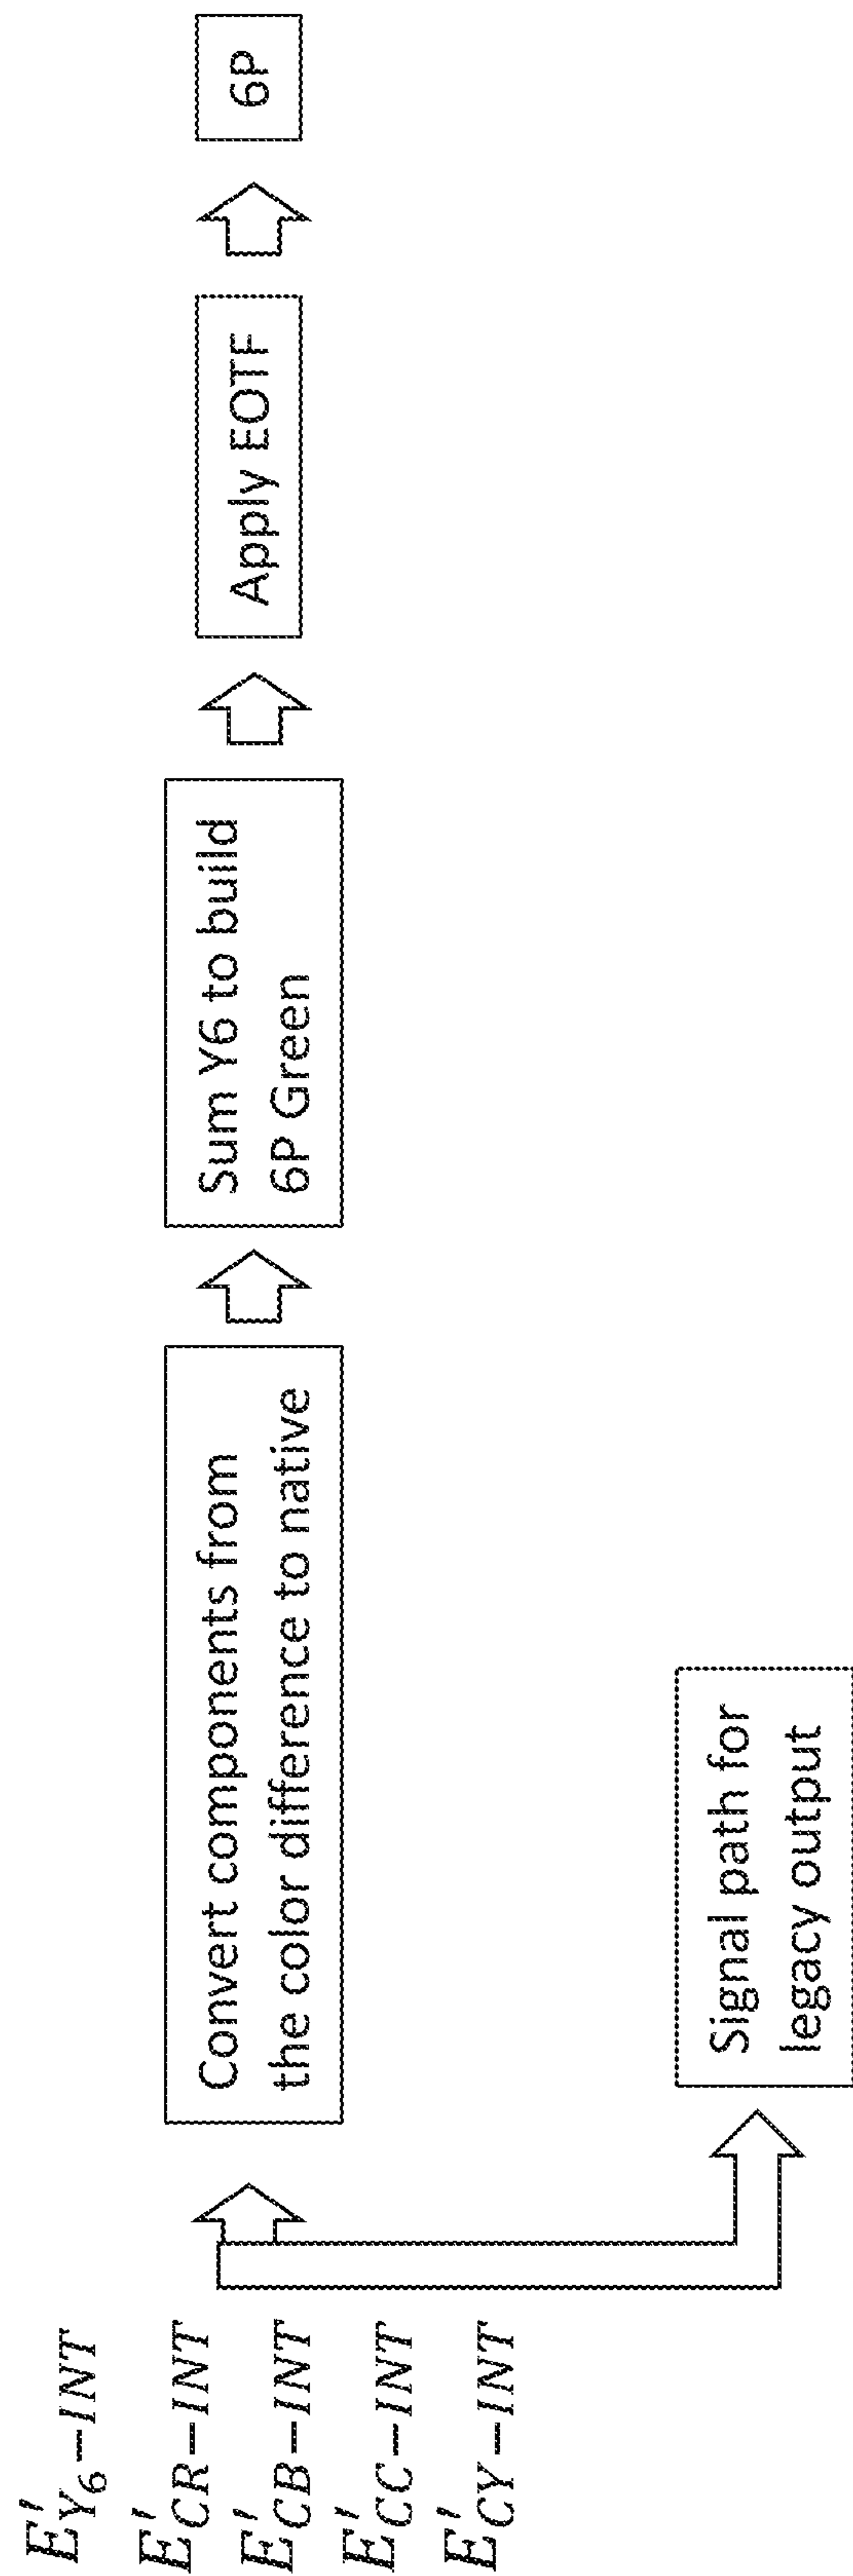 E'_{Y_6-INT}
E'_{CR-INT}
E'_{CB-INT}
E'_{CC-INT}
E'_{CY-INT}
Convert components from
the color difference to native
Sum Y6 to build
6P Green
Apply EOTF
6P
Signal path for
legacy output